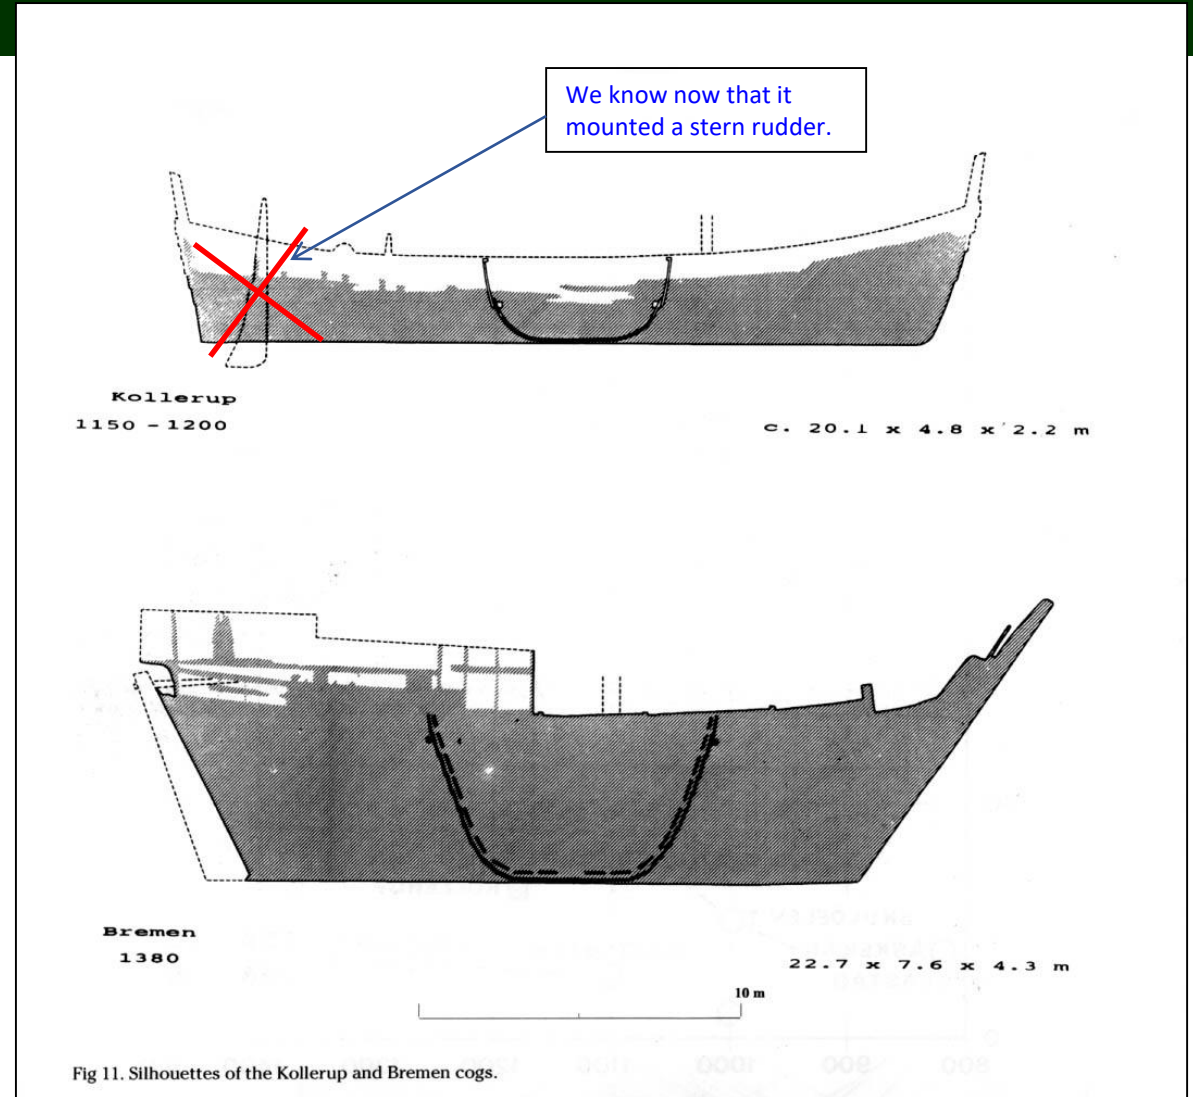 We know now that it
mounted a stern rudder.
Kollerup
1150 - 1200
c. 20.1 x 4.8 x 2.2 m
Bremen
1380
22.7 x 7.6 x 4.3 m
10 m
Fig 11. Silhouettes of the Kollerup and Bremen cogs.